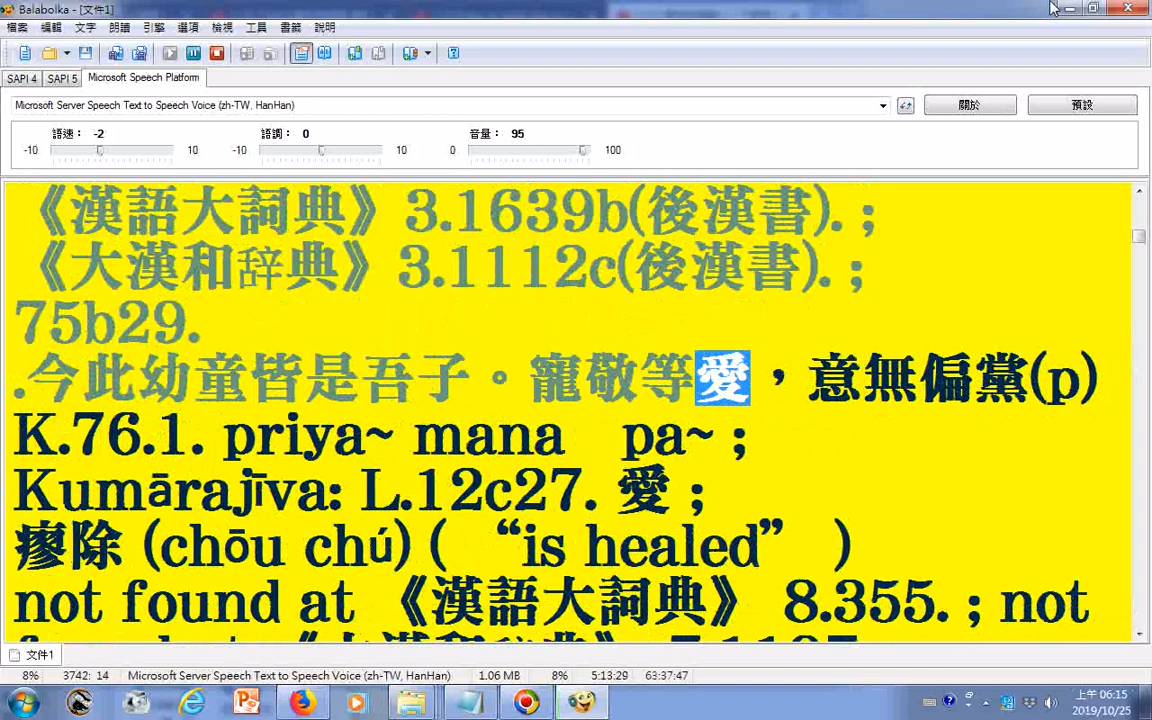 Balabolka - [文件1]
檔案 編輯 文字 朗讀 引擎 選項 檢視 工具 書籤 說明
SAPI 4 SAPI 5 Microsoft Speech Platform
Microsoft Server Speech Text to Speech Voice (zh-TW, HanHan) 關於 預設
語速： -2 語調： 0 音量： 95
-10 10 -10 10 0 100
《漢語大詞典》 3.1639b(後漢書). ;
《大漢和辞典》 3.1112c(後漢書). ;
75b29.
.今此幼童皆是吾子。寵敬等愛，意無偏黨(p)
K.76.1. priya~ mana pa~ ;
Kumārajīva: L.12c27. 愛 ;
瘳除 (chōu chú) ( “is healed” )
not found at 《漢語大詞典》 8.355. ; not
文件1
8% 3742: 14 Microsoft Server Speech Text to Speech Voice (zh-TW, HanHan) 1.06 MB 8% 5:13:29 63:37:47
上午 06:15
2019/10/25